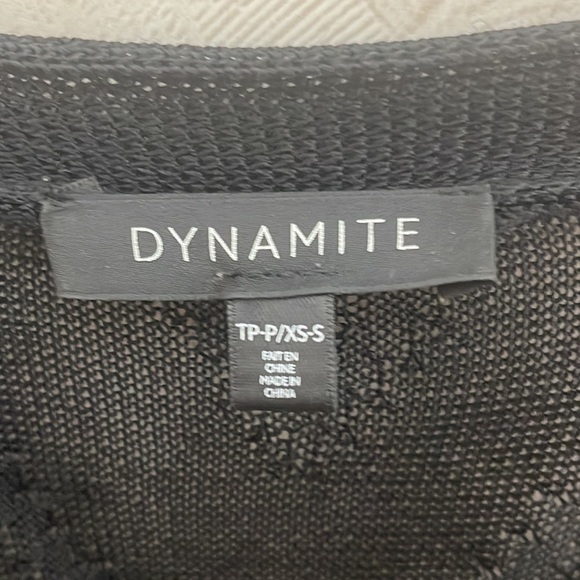 DYNAMITE
TP-P/XS-S
FAIT EN
CHINE
MADE IN
CHINA